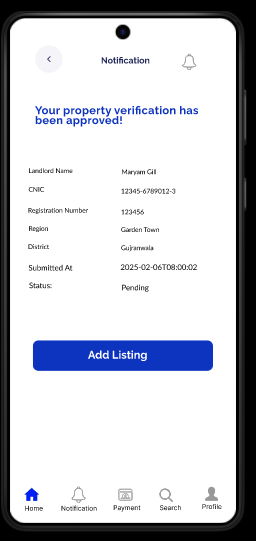 Notification
Your property verification has
been approved!
Landlord Name Maryam Gill
CNIC 12345-6789012-3
Registration Number 123456
Region Garden Town
District Gujranwala
Submitted At 2025-02-06T08:00:02
Status: Pending
Add Listing
Home Notification Payment Search Profile